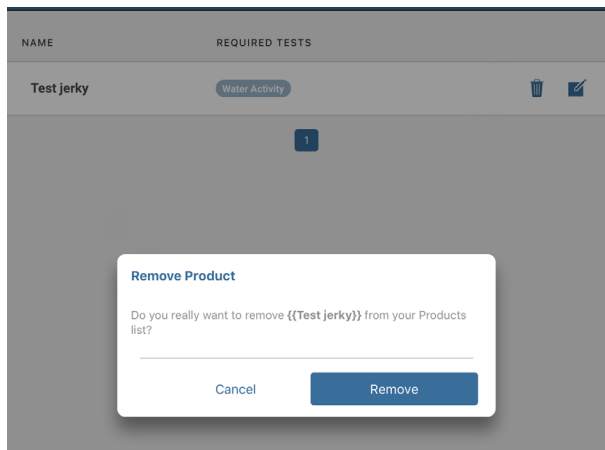 NAME REQUIRED TESTS
Test jerky Water Activity
1
Remove Product
Do you really want to remove {{Test jerky}} from your Products
list?
Cancel Remove